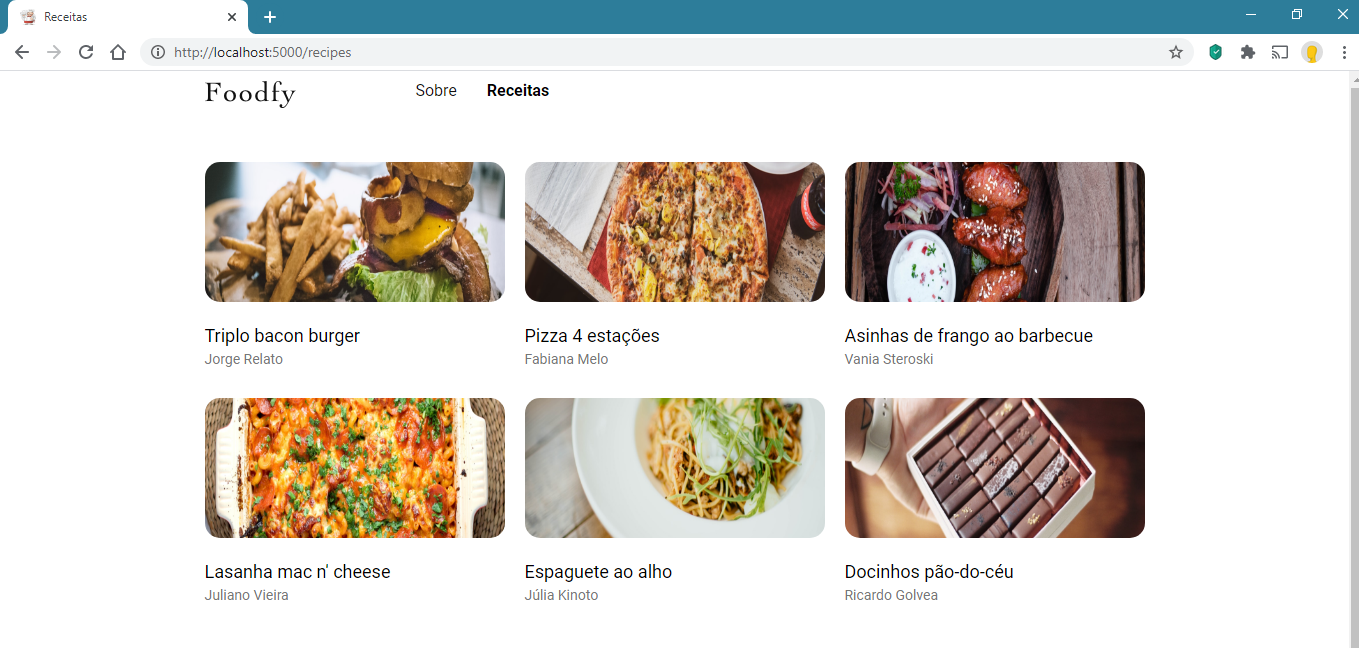 Receitas
http://localhost:5000/recipes
Foodfy
Sobre
Receitas
Triplo bacon burger
Jorge Relato
Pizza 4 estações
Fabiana Melo
Asinhas de frango ao barbecue
Vania Steroski
Lasanha mac n' cheese
Juliano Vieira
Espaguete ao alho
Júlia Kinoto
Docinhos pão-do-céu
Ricardo Golvea